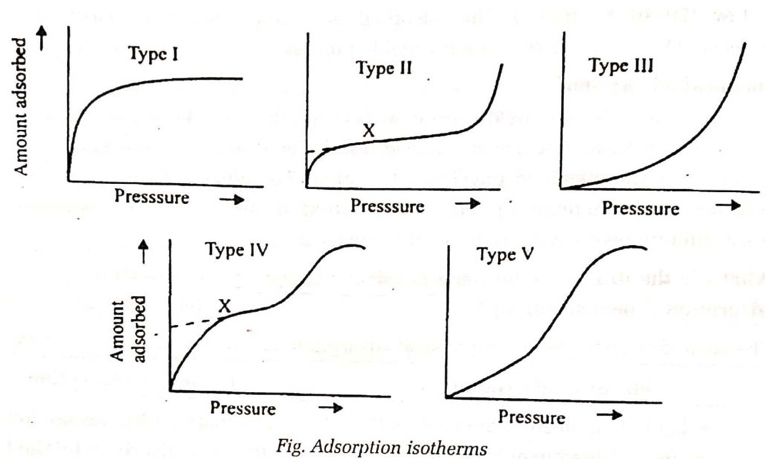 Type I
Amount adsorbed
Presssure
Type II
X
Presssure
Type III
Presssure
Type IV
X
Amount
adsorbed
Pressure
Type V
Pressure
Fig. Adsorption isotherms